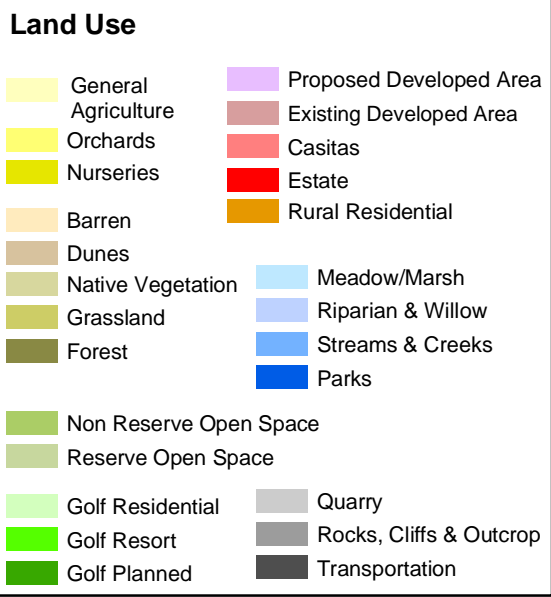 Land Use
General
Agriculture
Orchards
Nurseries
Barren
Dunes
Native Vegetation
Grassland
Forest
Non Reserve Open Space
Reserve Open Space
Golf Residential
Golf Resort
Golf Planned
Proposed Developed Area
Existing Developed Area
Casitas
Estate
Rural Residential
Meadow/Marsh
Riparian & Willow
Streams & Creeks
Parks
Quarry
Rocks, Cliffs & Outcrop
Transportation